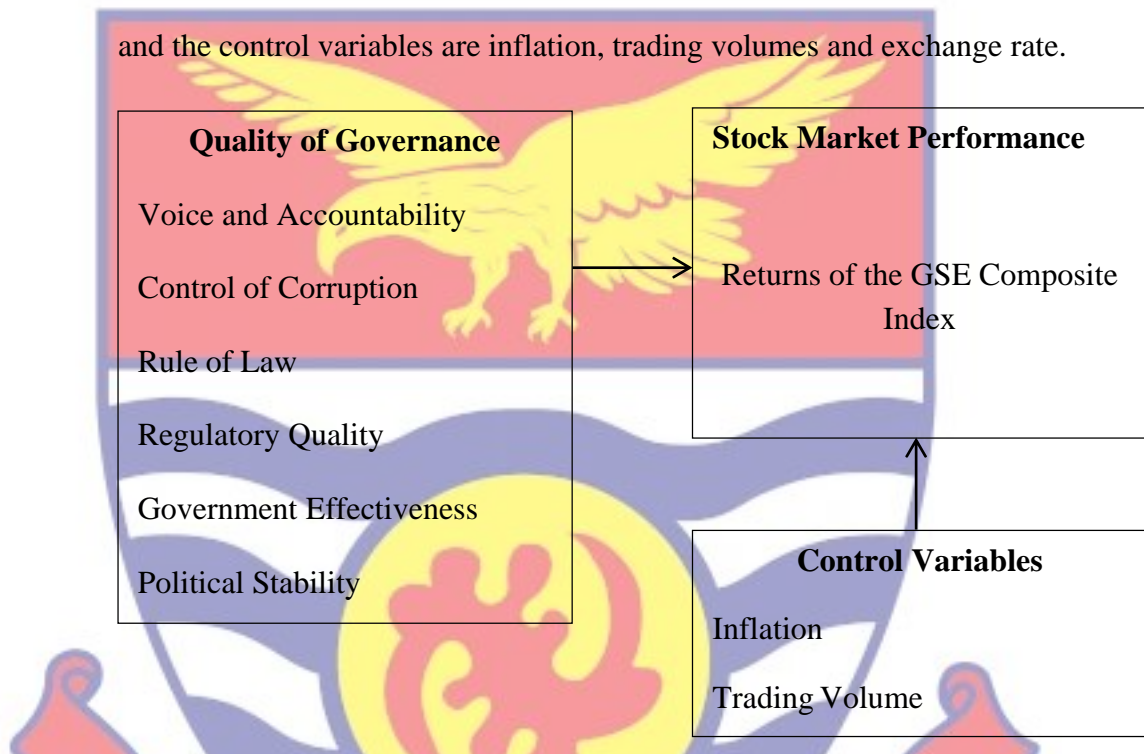 and the control variables are inflation, trading volumes and exchange rate.
Quality of Governance
Voice and Accountability
Control of Corruption
Rule of Law
Regulatory Quality
Government Effectiveness
Political Stability
Stock Market Performance
Returns of the GSE Composite
Index
Control Variables
Inflation
Trading Volume